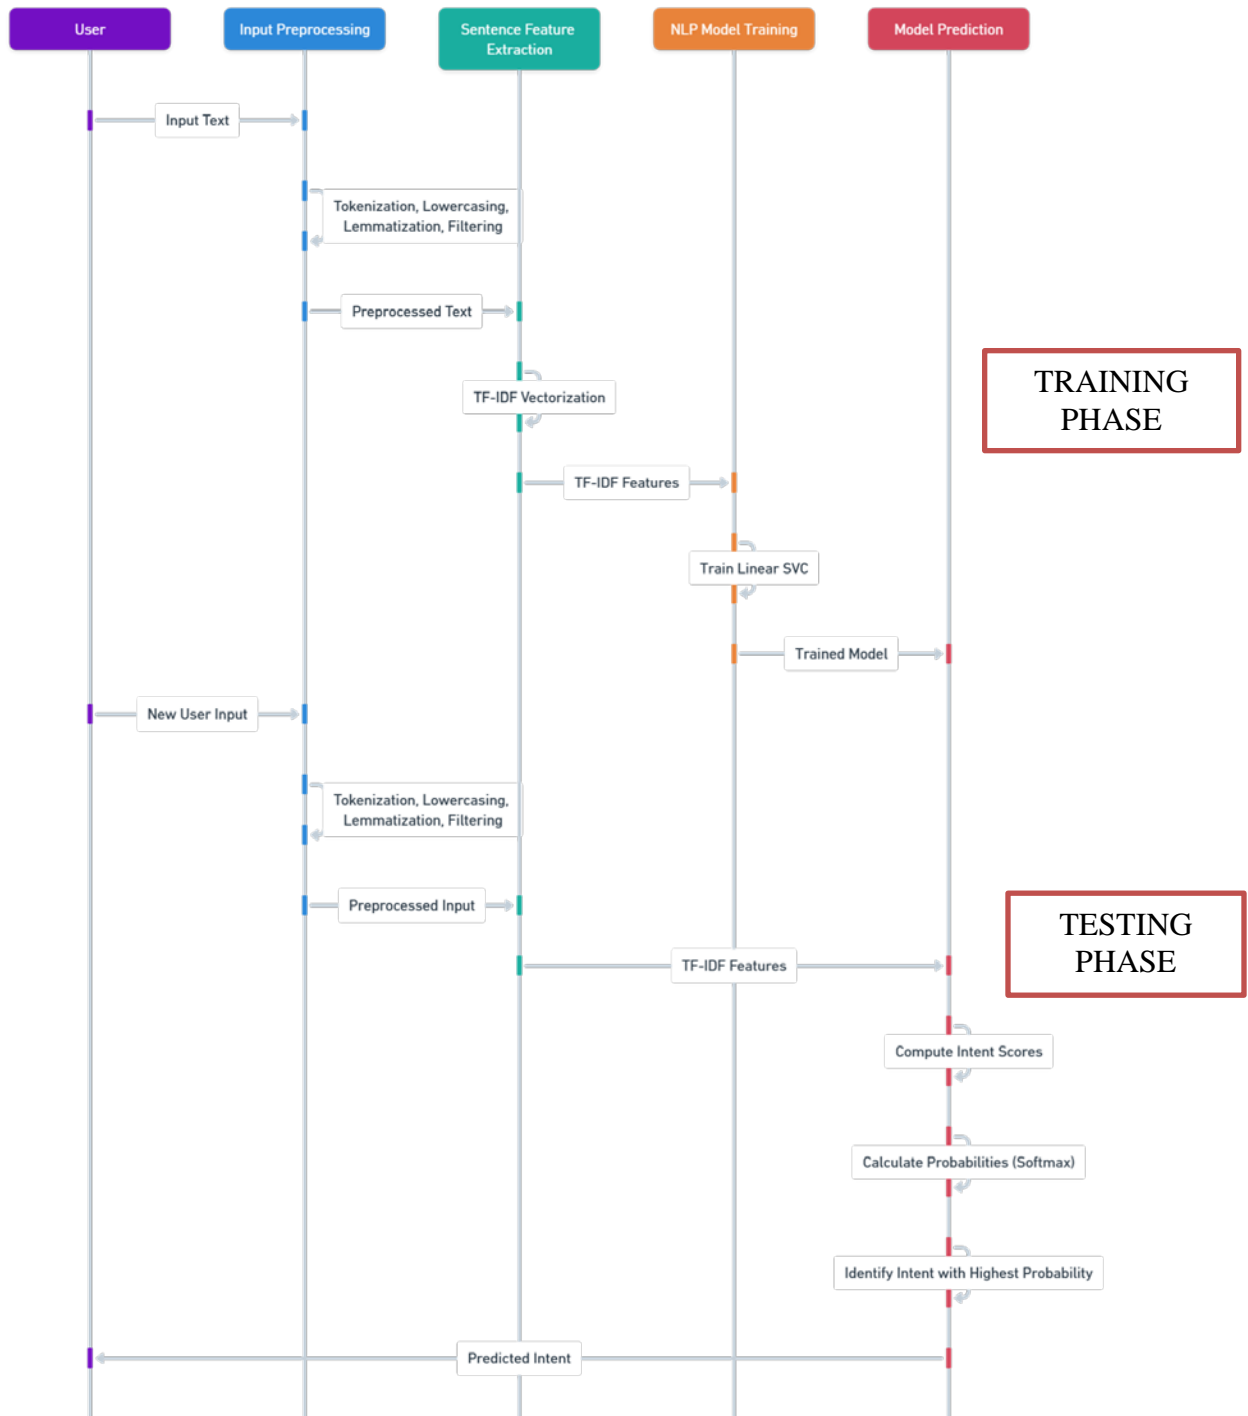 User
Input Preprocessing
Sentence Feature
Extraction
NLP Model Training
Model Prediction
Input Text
Tokenization, Lowercasing,
Lemmatization, Filtering
Preprocessed Text
TRAINING
PHASE
TF-IDF Vectorization
TF-IDF Features
Train Linear SVC
Trained Model
New User Input
Tokenization, Lowercasing,
Lemmatization, Filtering
Preprocessed Input
TESTING
PHASE
TF-IDF Features
Compute Intent Scores
Calculate Probabilities (Softmax)
Identify Intent with Highest Probability
Predicted Intent